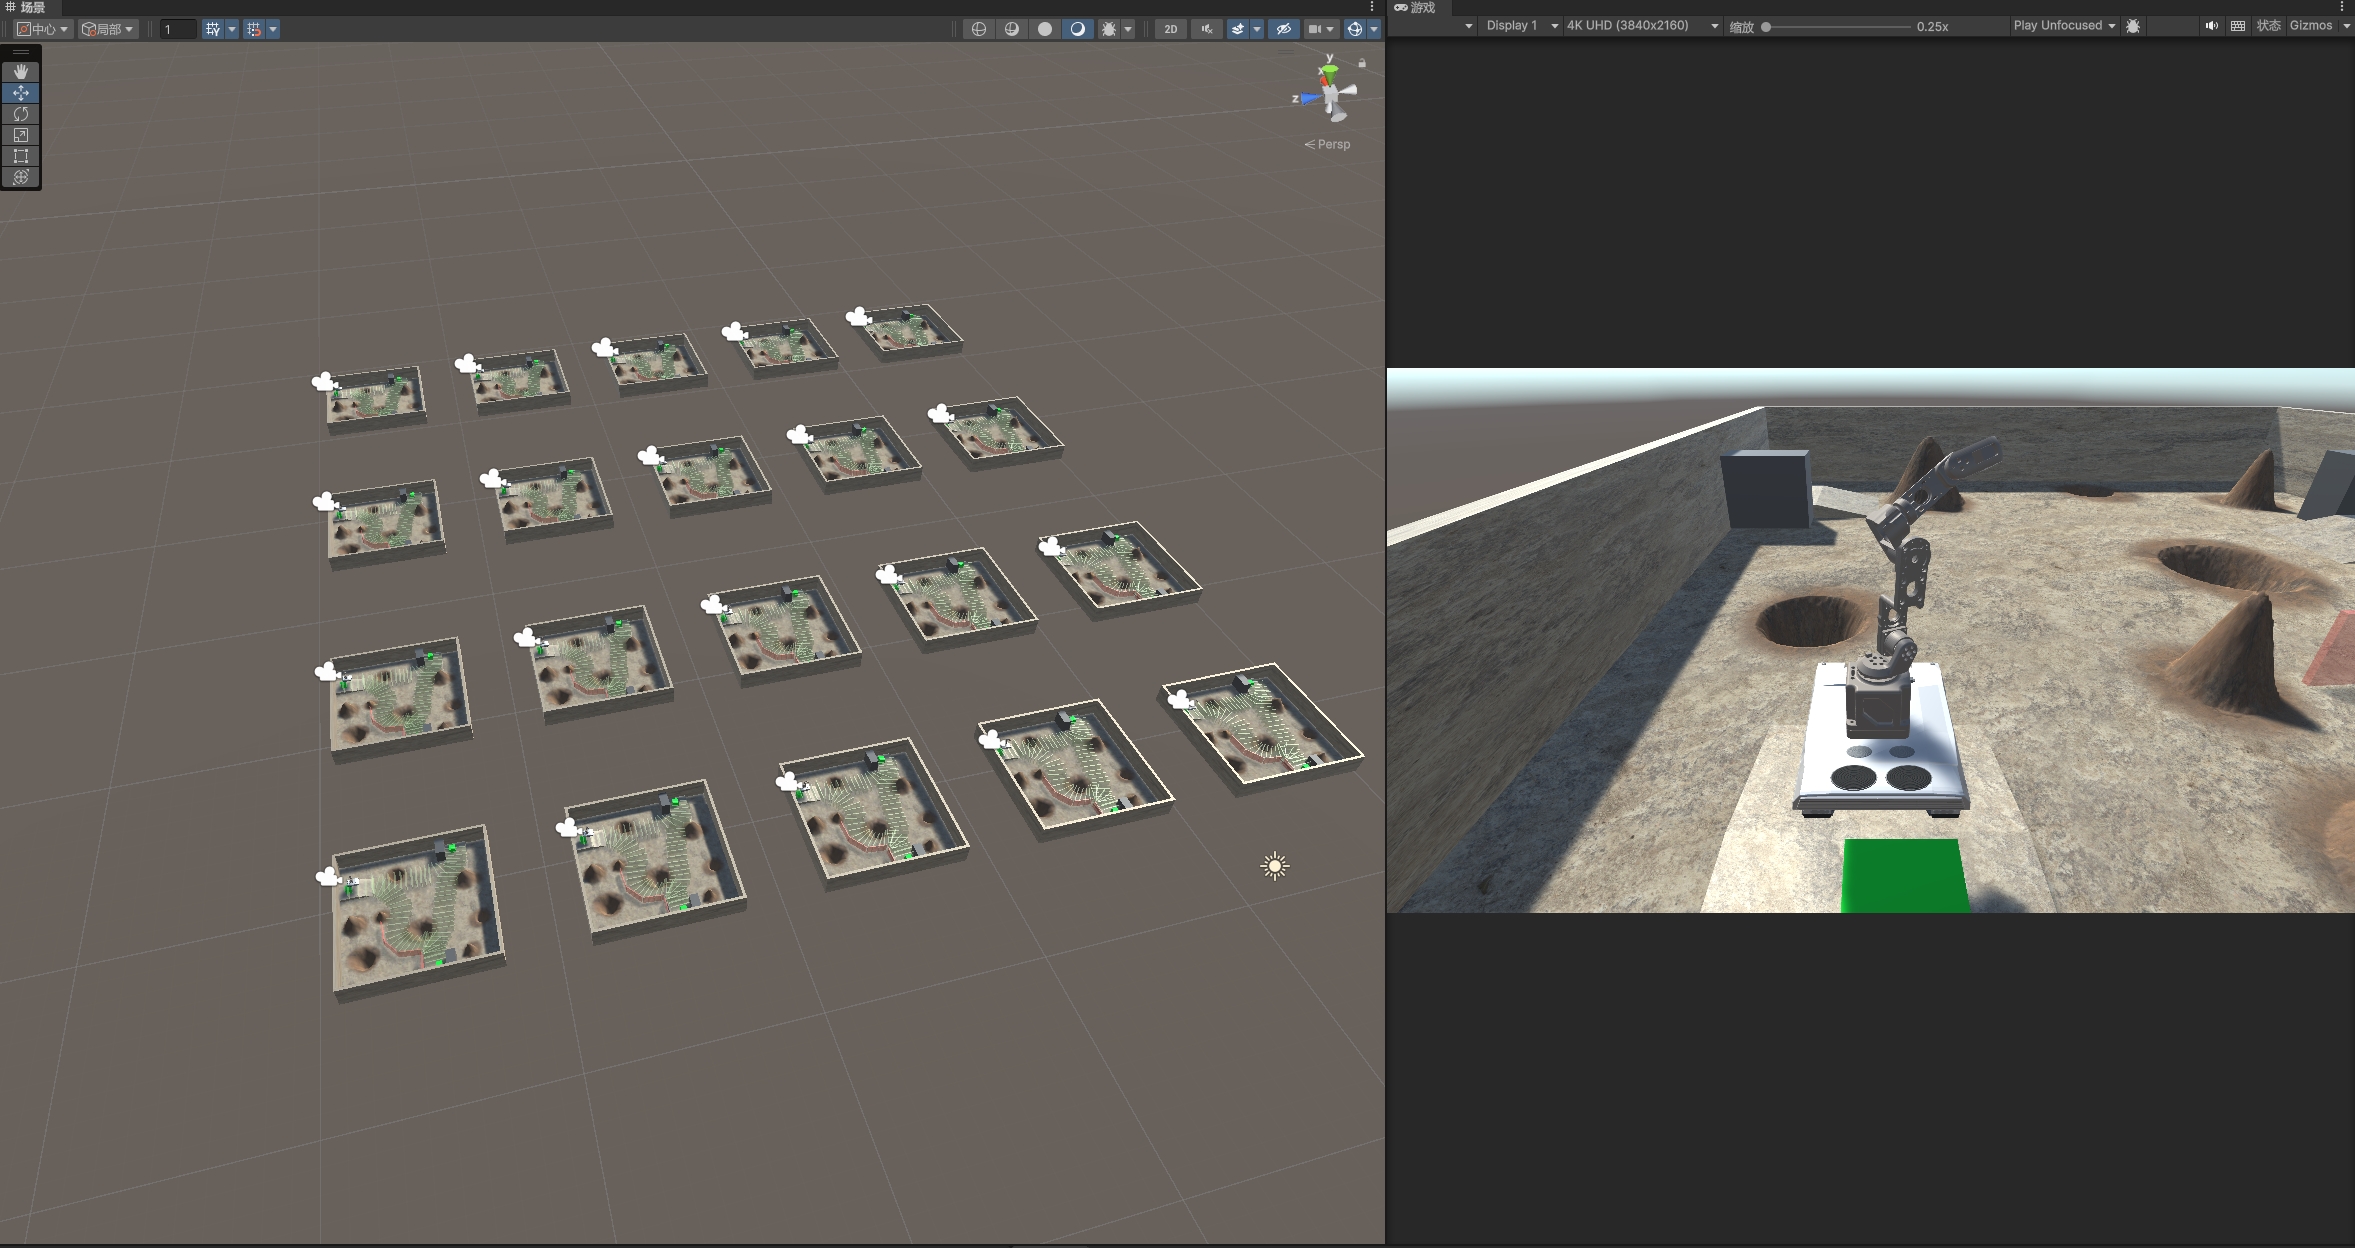 场景
游戏
中心
局部
1
2D
Display 1
4K UHD (3840x2160)
缩放
0.25x
Play Unfocused
状态
Gizmos
y
x
z
Persp